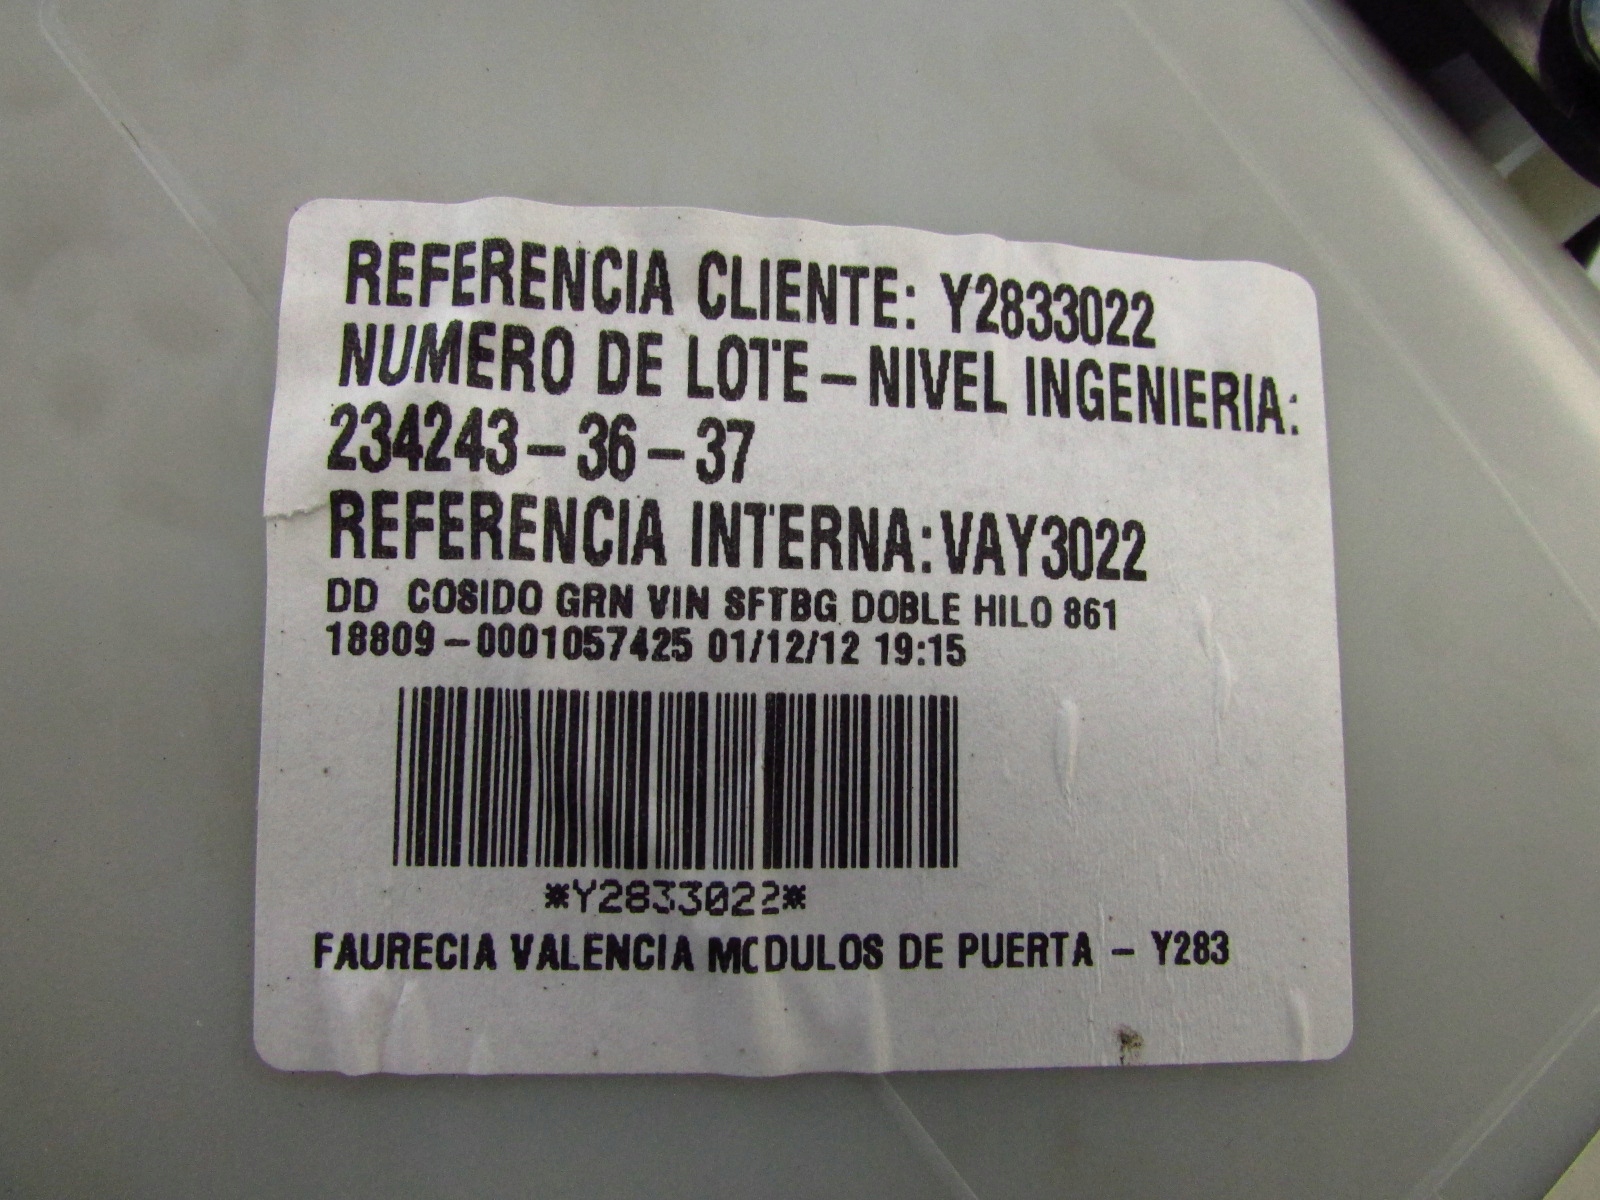 REFERENCIA CLIENTE: Y2833022
NUMERO DE LOTE-NIVEL INGENIERIA:
234243-36-37
REFERENCIA INTERNA:VAY3022
DD COSIDO GRN VIN SFTBG DOBLE HILO 861
18809-0001057425 01/12/12 19:15
*Y2833022*
FAURECIA VALENCIA MODULOS DE PUERTA - Y283